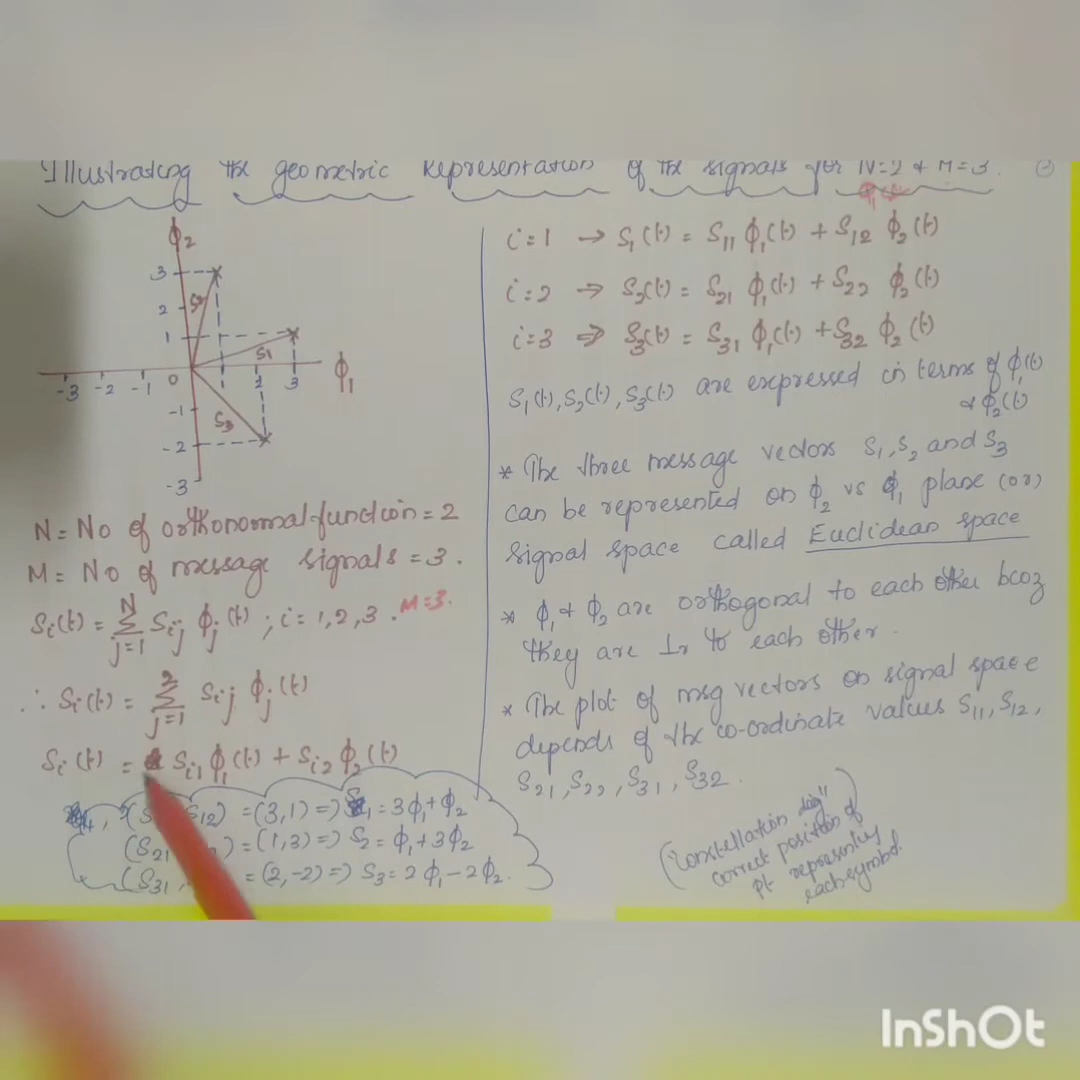 Illustrating the geometric representation of the signals for N=2 & M=3.
ϕ2
3
2
1
S2
S1
-3 -2 -1 0 2 3 ϕ1
-1
S3
-2
-3
N = No of orthonormal function = 2
M = No of message signals = 3.
Si(t) = N Σ j=1 Sij ϕj(t) ; i = 1,2,3. M=3.
∴ Si(t) = 2 Σ j=1 Sij ϕj(t)
Si(t) = Si1 ϕ1(t) + Si2 ϕ2(t)
S12) = (3,1) => S1 = 3ϕ1+ϕ2
(S21 ) = (1,3) => S2 = ϕ1+3ϕ2
(S31, = (2,-2) => S3 = 2ϕ1-2ϕ2.
i=1 → S1(t) = S11 ϕ1(t) + S12 ϕ2(t)
i=2 → S2(t) = S21 ϕ1(t) + S22 ϕ2(t)
i=3 => S3(t) = S31 ϕ1(t) + S32 ϕ2(t)
S1(t), S2(t), S3(t) are expressed in terms of ϕ1(t)
& ϕ2(t)
* The three message vectors S1, S2 and S3
can be represented on ϕ2 vs ϕ1 plane (or)
signal space called Euclidean space
* ϕ1 & ϕ2 are orthogonal to each other bcoz
they are ⊥r to each other.
* The plot of msg vectors on signal space
depends of the co-ordinate values S11, S12,
S21, S22, S31, S32.
(Constellation diag"
correct position of
pt representing
each symbol.)
InShOt